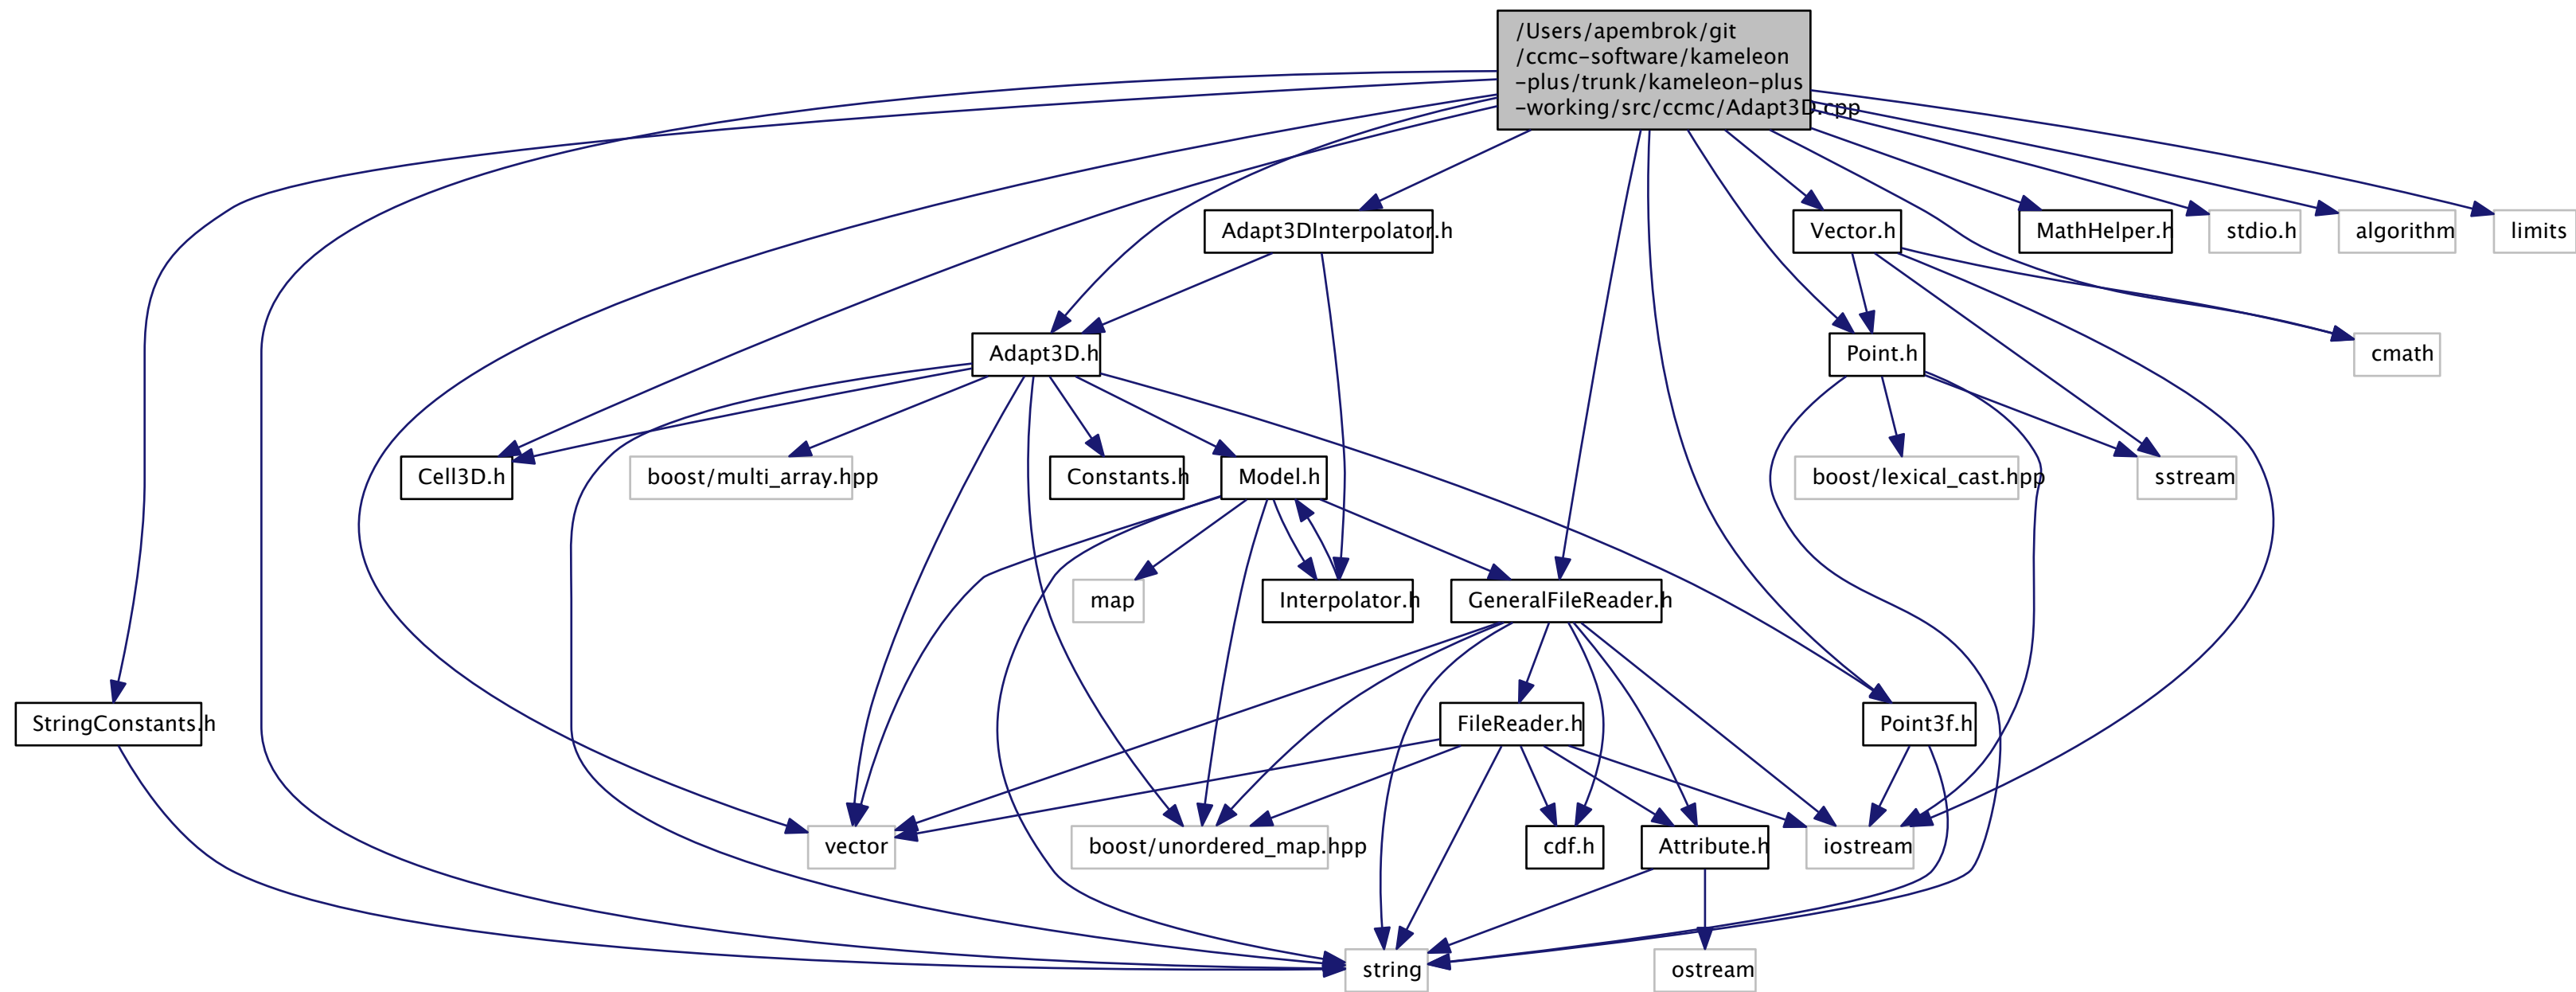 /Users/apembrok/git
/ccmc-software/kameleon
-plus/trunk/kameleon-plus
-working/src/ccmc/Adapt3D.cpp
Adapt3DInterpolator.h
Vector.h
MathHelper.h
stdio.h
algorithm
limits
Adapt3D.h
Point.h
cmath
Cell3D.h
boost/multi_array.hpp
Constants.h
Model.h
boost/lexical_cast.hpp
sstream
map
Interpolator.h
GeneralFileReader.h
StringConstants.h
FileReader.h
Point3f.h
vector
boost/unordered_map.hpp
cdf.h
Attribute.h
iostream
string
ostream